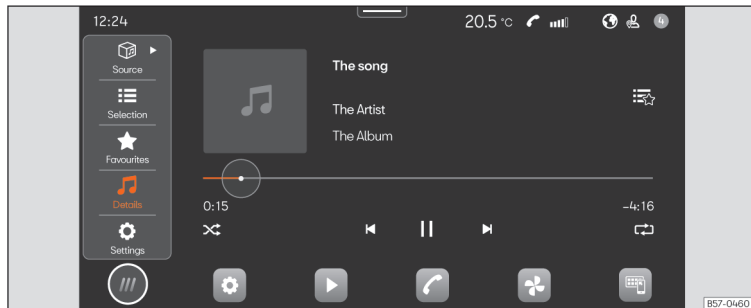 12:24
20.5 °C
4
Source
Selection
Favourites
Details
Settings
The song
The Artist
The Album
0:15
-4:16
B57-0460